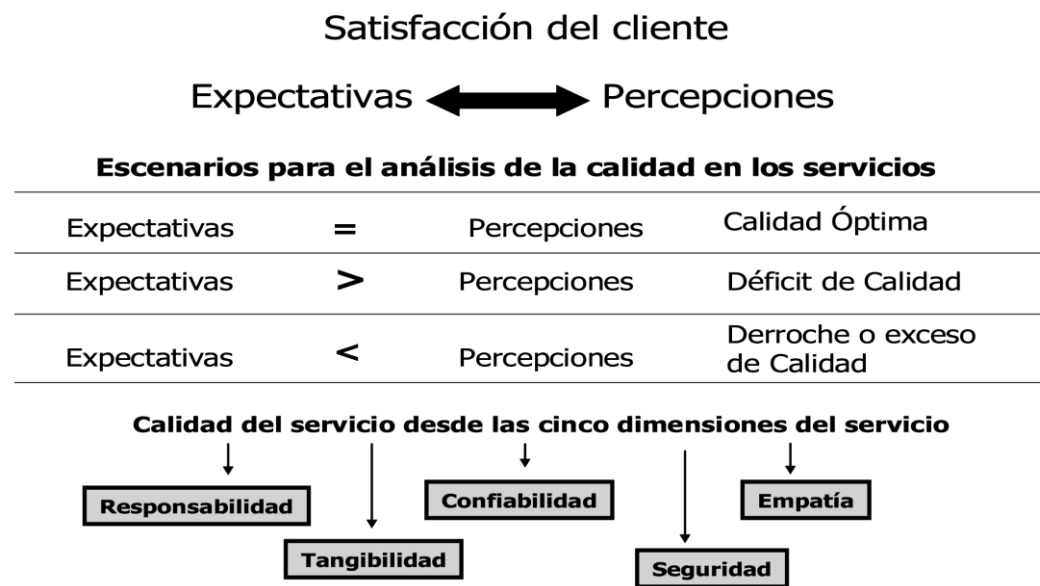 Satisfacción del cliente
Expectativas Percepciones
Escenarios para el análisis de la calidad en los servicios
Expectativas = Percepciones Calidad Óptima
Expectativas > Percepciones Déficit de Calidad
Expectativas < Percepciones Derroche o exceso
de Calidad
Calidad del servicio desde las cinco dimensiones del servicio
Responsabilidad Confiabilidad Empatía
Tangibilidad Seguridad